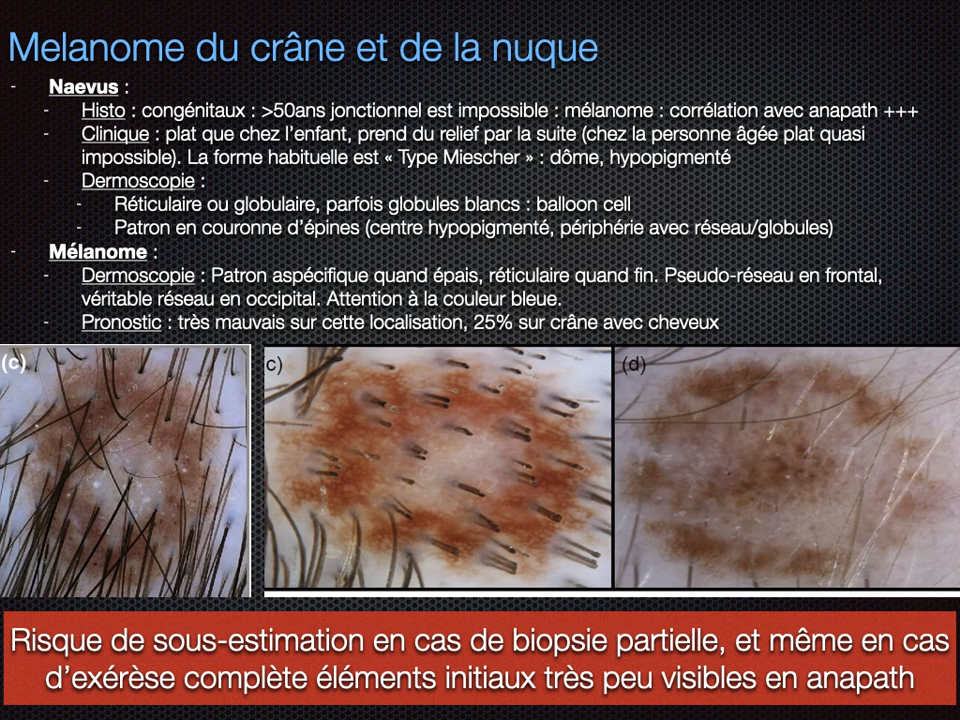 Melanome du crâne et de la nuque
- Naevus :
- Histo : congénitaux : >50ans jonctionnel est impossible : mélanome : corrélation avec anapath +++
- Clinique : plat que chez l'enfant, prend du relief par la suite (chez la personne âgée plat quasi
impossible). La forme habituelle est « Type Miescher » : dôme, hypopigmenté
- Dermoscopie :
- Réticulaire ou globulaire, parfois globules blancs : balloon cell
- Patron en couronne d'épines (centre hypopigmenté, périphérie avec réseau/globules)
- Mélanome :
- Dermoscopie : Patron aspécifique quand épais, réticulaire quand fin. Pseudo-réseau en frontal,
véritable réseau en occipital. Attention à la couleur bleue.
- Pronostic : très mauvais sur cette localisation, 25% sur crâne avec cheveux
(c)
c)
(d)
Risque de sous-estimation en cas de biopsie partielle, et même en cas
d'exérèse complète éléments initiaux très peu visibles en anapath